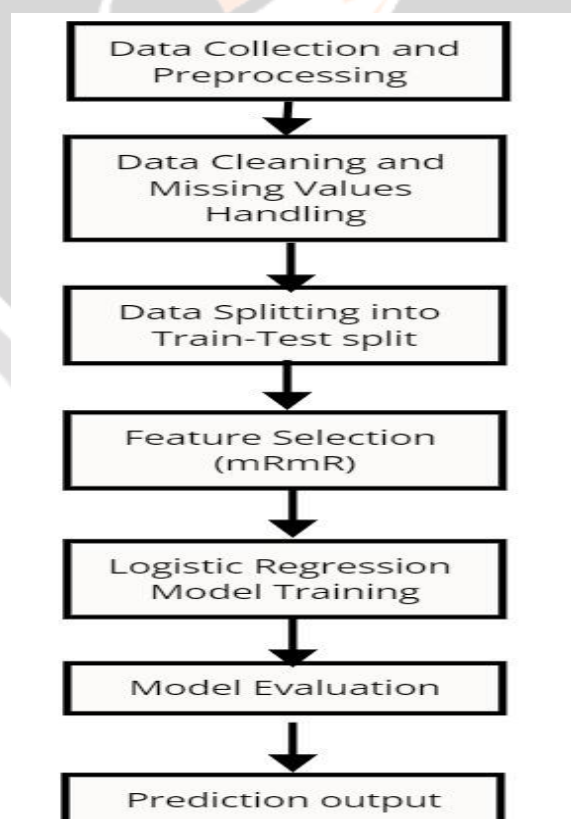 Data Collection and
Preprocessing
Data Cleaning and
Missing Values
Handling
Data Splitting into
Train-Test split
Feature Selection
(mRmR)
Logistic Regression
Model Training
Model Evaluation
Prediction output